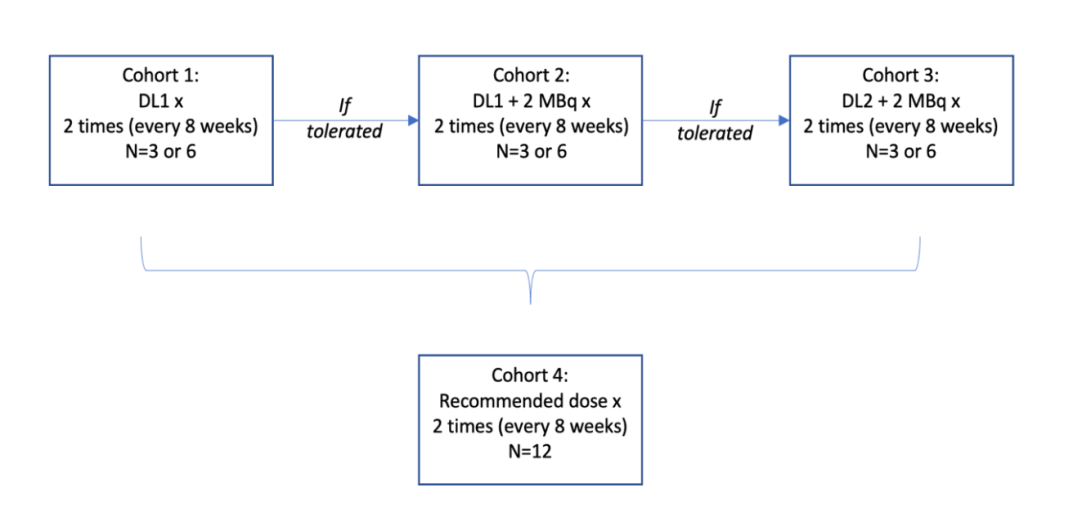 Cohort 1:
DL1 x
2 times (every 8 weeks)
N=3 or 6
If
tolerated
Cohort 2:
DL1 + 2 MBq x
2 times (every 8 weeks)
N=3 or 6
If
tolerated
Cohort 3:
DL2 + 2 MBq x
2 times (every 8 weeks)
N=3 or 6
Cohort 4:
Recommended dose x
2 times (every 8 weeks)
N=12